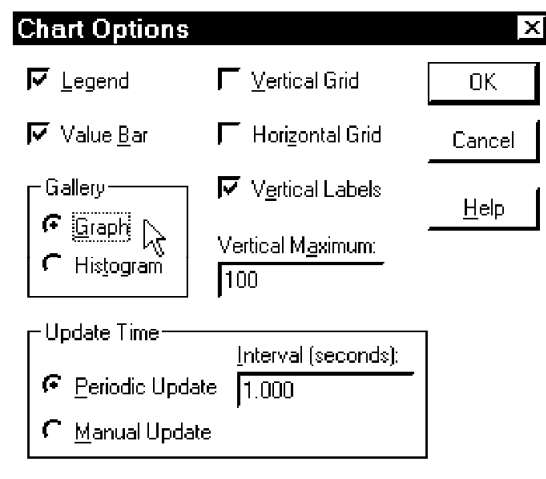 Chart Options
Legend
Vertical Grid
OK
Value Bar
Horizontal Grid
Cancel
Gallery
Vertical Labels
Help
Graph
Histogram
Vertical Maximum:
100
Update Time
Interval (seconds):
Periodic Update
1.000
Manual Update